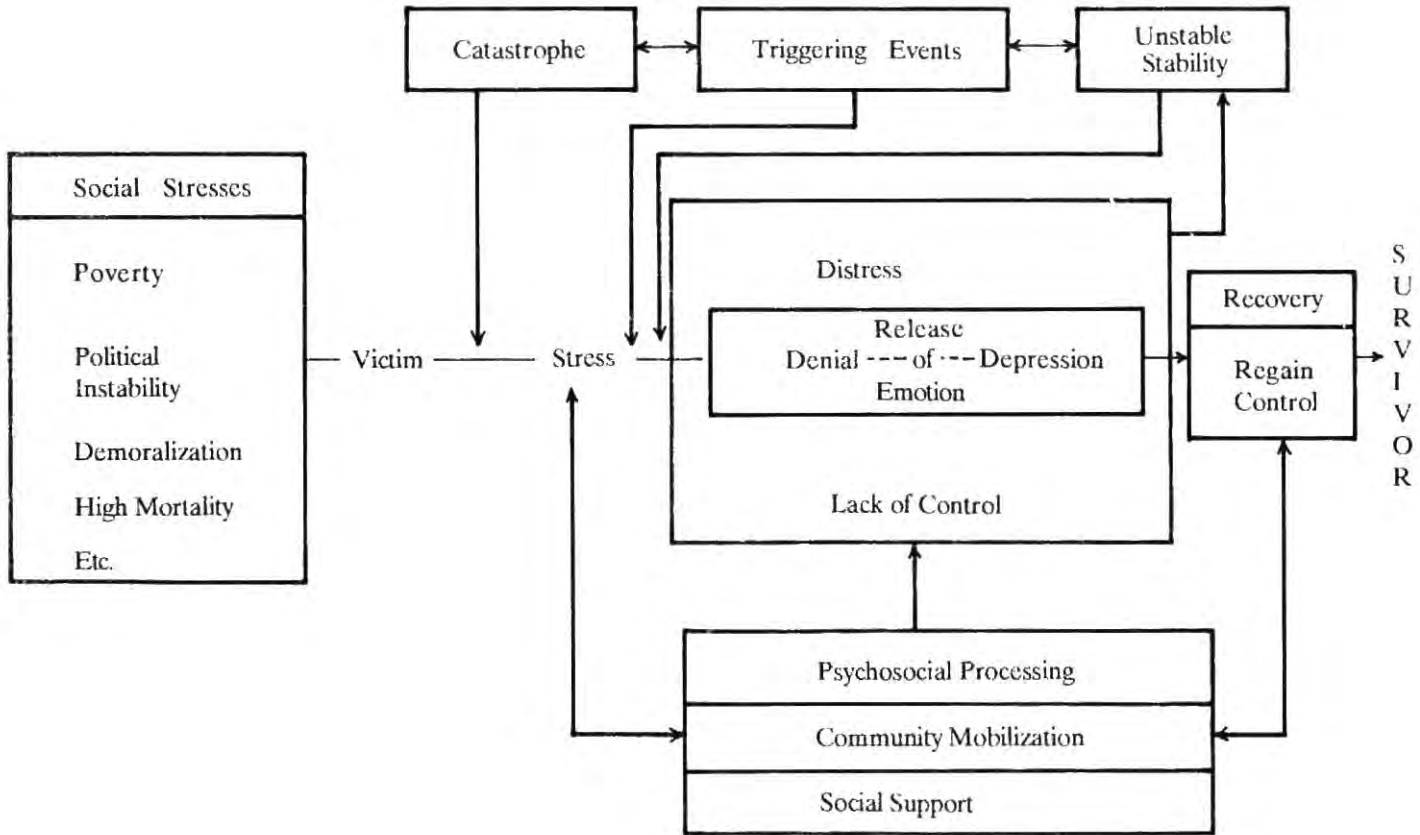 Catastrophe
Triggering Events
Unstable
Stability
Social Stresses
Poverty
Political
Instability
Demoralization
High Mortality
Etc.
Victim
Stress
Distress
Release
Denial ---- of ---- Depression
Emotion
Lack of Control
Recovery
Regain
Control
SURVIVOR
Psychosocial Processing
Community Mobilization
Social Support